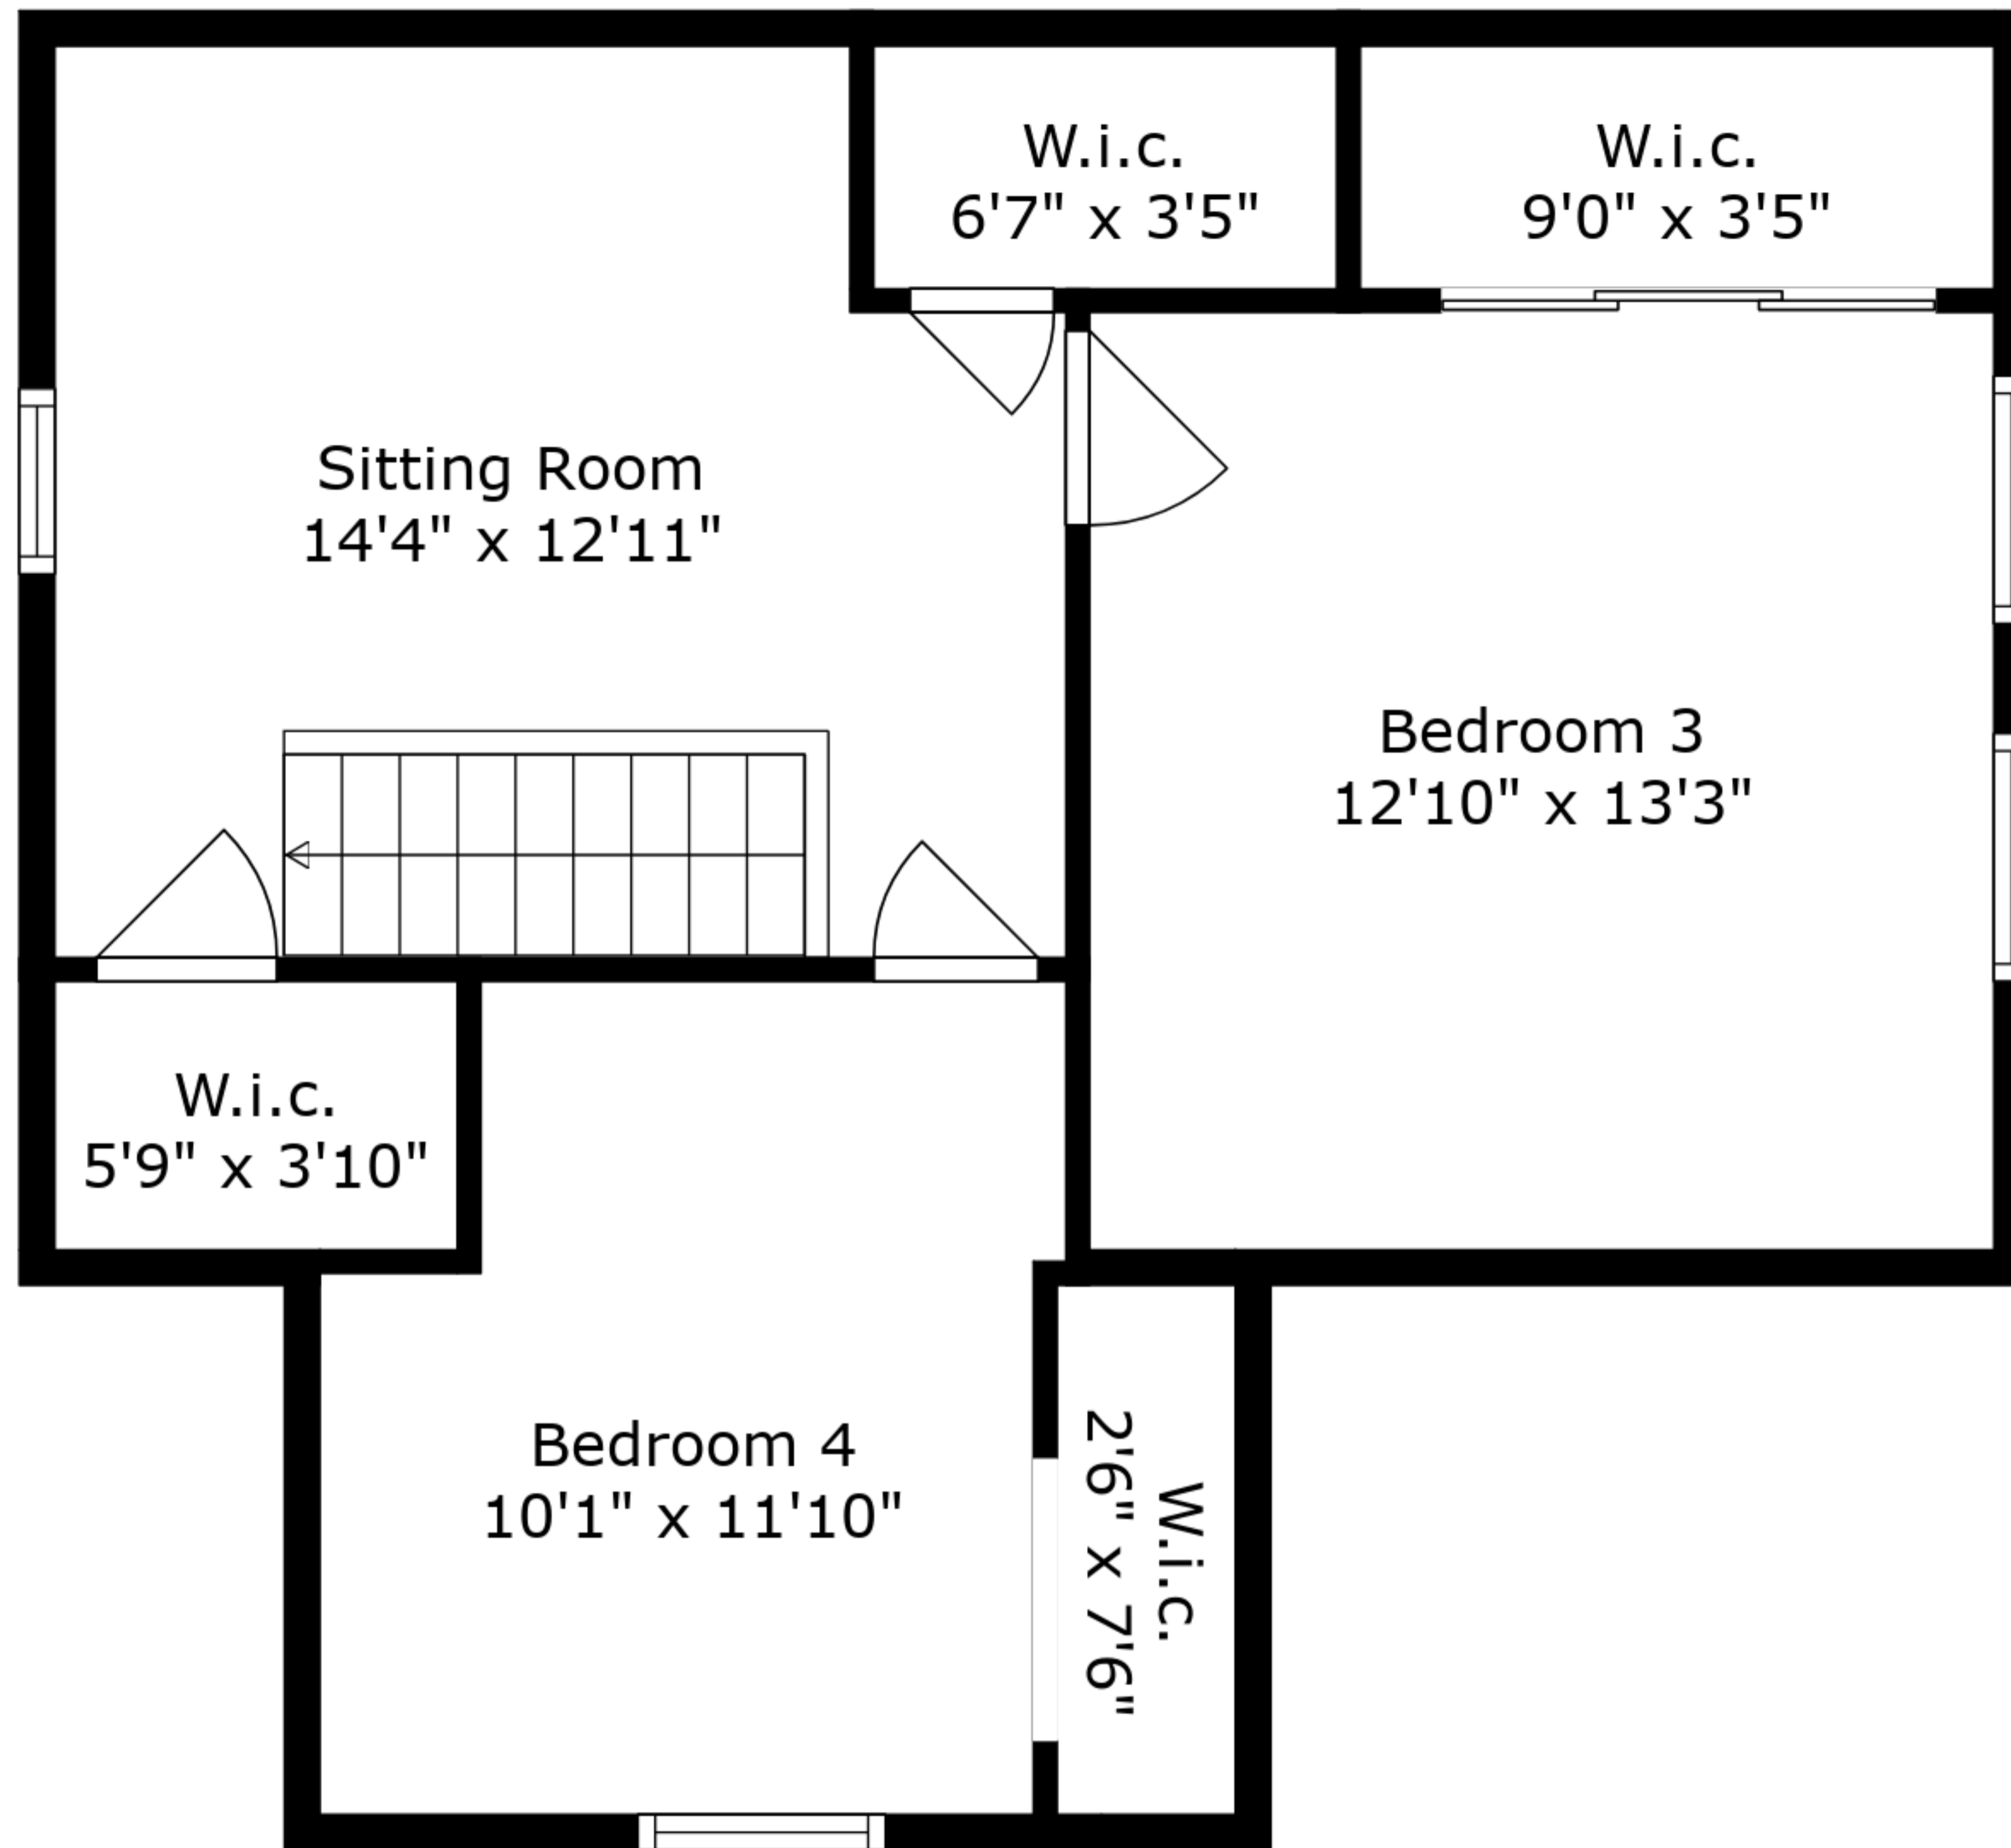 W.i.c.
6'7" x 3'5"
W.i.c.
9'0" x 3'5"
Sitting Room
14'4" x 12'11"
Bedroom 3
12'10" x 13'3"
W.i.c.
5'9" x 3'10"
Bedroom 4
10'1" x 11'10"
W.i.c.
2'6" x 7'6"